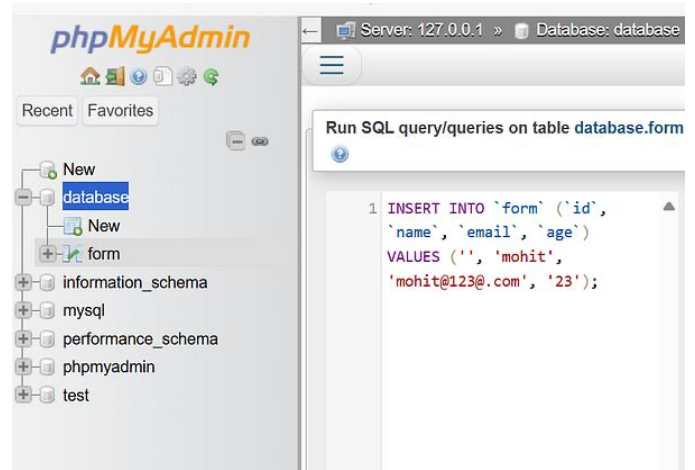 phpMyAdmin
Recent Favorites
New
database
New
form
information_schema
mysql
performance_schema
phpmyadmin
test
Server: 127.0.0.1 » Database: database
Run SQL query/queries on table database.form
1 INSERT INTO `form` (`id`,
`name`, `email`, `age`)
VALUES ('', 'mohit',
'mohit@123@.com', '23');